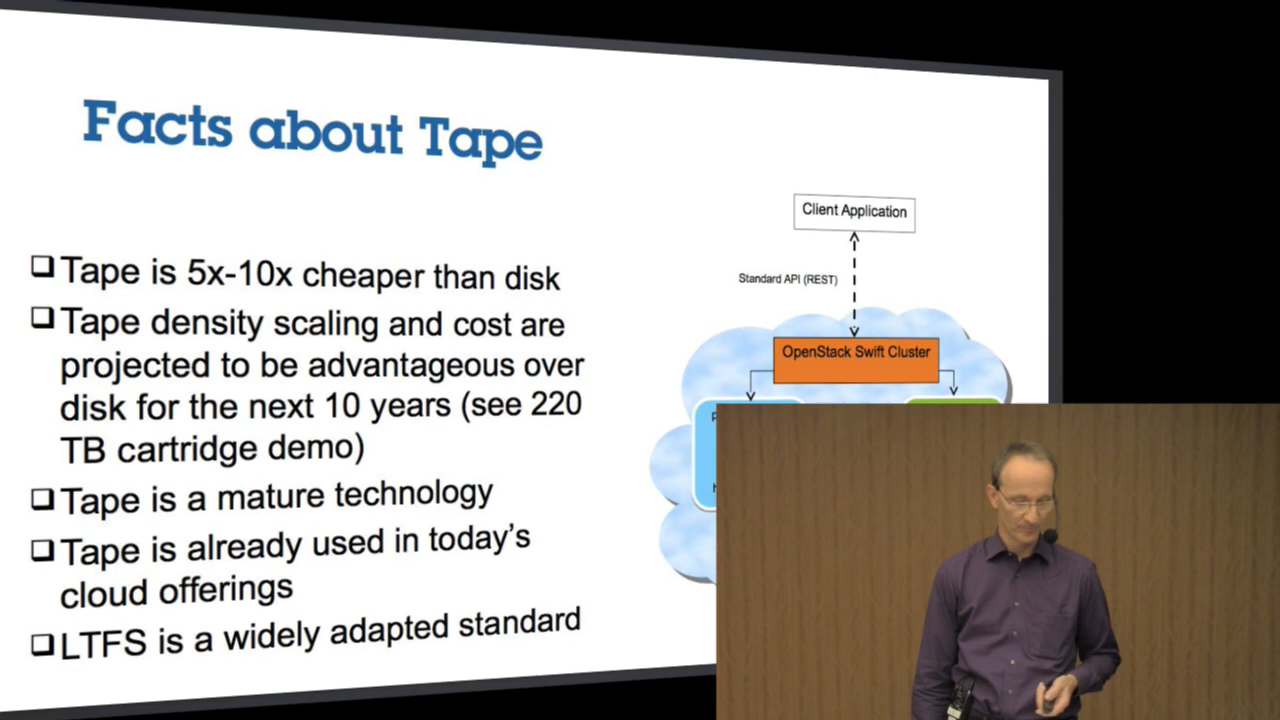 Facts about Tape
Tape is 5x-10x cheaper than disk
Tape density scaling and cost are
projected to be advantageous over
disk for the next 10 years (see 220
TB cartridge demo)
Tape is a mature technology
Tape is already used in today's
cloud offerings
LTFS is a widely adapted standard
Client Application
Standard API (REST)
OpenStack Swift Cluster